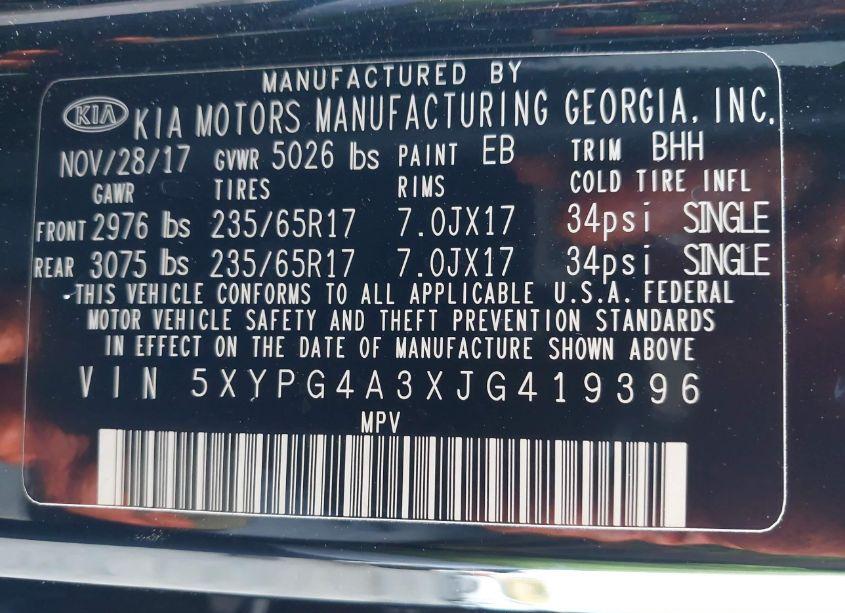 MANUFACTURED BY
KIA KIA MOTORS MANUFACTURING GEORGIA, INC.
NOV/28/17 GVWR 5026 lbs PAINT EB TRIM BHH
GAWR TIRES RIMS COLD TIRE INFL
FRONT 2976 lbs 235/65R17 7.0JX17 34psi SINGLE
REAR 3075 lbs 235/65R17 7.0JX17 34psi SINGLE
THIS VEHICLE CONFORMS TO ALL APPLICABLE U.S.A. FEDERAL
MOTOR VEHICLE SAFETY AND THEFT PREVENTION STANDARDS
IN EFFECT ON THE DATE OF MANUFACTURE SHOWN ABOVE
VIN 5XYPG4A3XJG419396
MPV